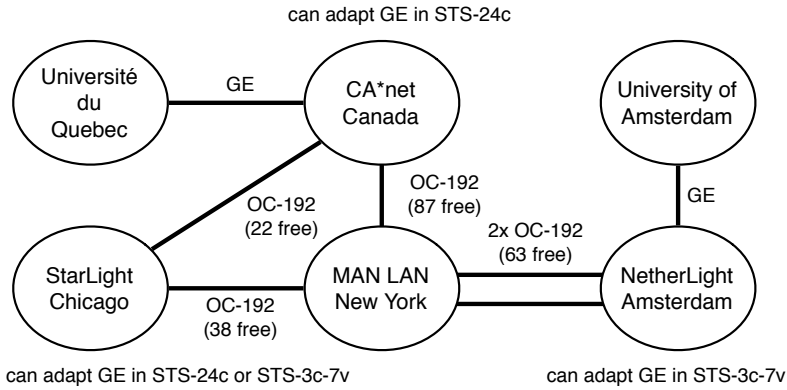 can adapt GE in STS-24c
Université
du
Quebec
GE
CA*net
Canada
University of
Amsterdam
OC-192
(22 free)
OC-192
(87 free)
GE
2x OC-192
(63 free)
StarLight
Chicago
OC-192
(38 free)
MAN LAN
New York
NetherLight
Amsterdam
can adapt GE in STS-24c or STS-3c-7v
can adapt GE in STS-3c-7v